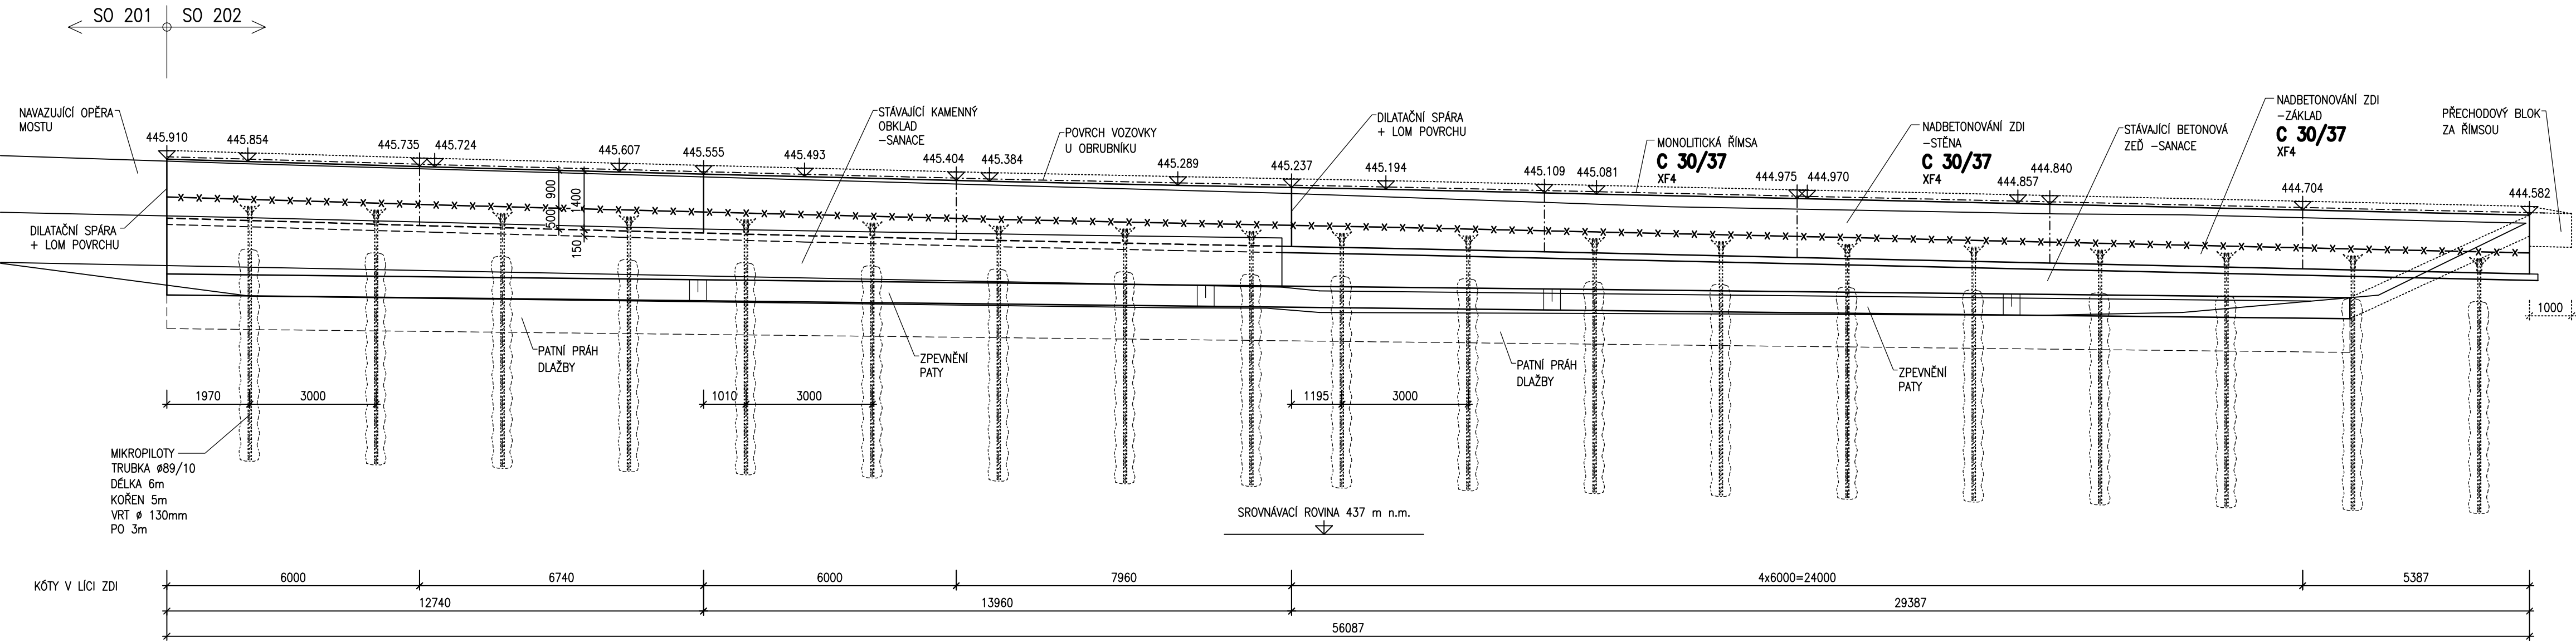 SO 201
SO 202
NAVAZUJÍCÍ OPĚRA
MOSTU
STÁVAJÍCÍ KAMENNÝ
OBKLAD
-SANACE
POVRCH VOZOVKY
U OBRUBNÍKU
DILATAČNÍ SPÁRA
+ LOM POVRCHU
MONOLITICKÁ ŘÍMSA
C 30/37
XF4
NADBETONOVÁNÍ ZDI
-STĚNA
C 30/37
XF4
STÁVAJÍCÍ BETONOVÁ
ZEĎ -SANACE
NADBETONOVÁNÍ ZDI
-ZÁKLAD
C 30/37
XF4
PŘECHODOVÝ BLOK
ZA ŘÍMSOU
445.910
445.854
445.735
445.724
445.607
445.555
445.493
445.404
445.384
445.289
445.237
445.194
445.109
445.081
444.975
444.970
444.857
444.840
444.704
444.582
900
500
1400
150
DILATAČNÍ SPÁRA
+ LOM POVRCHU
1000
PATNÍ PRÁH
DLAŽBY
ZPEVNĚNÍ
PATY
PATNÍ PRÁH
DLAŽBY
ZPEVNĚNÍ
PATY
1970
3000
1010
3000
1195
3000
MIKROPILOTY
TRUBKA ø89/10
DÉLKA 6m
KOŘEN 5m
VRT ø 130mm
PO 3m
SROVNÁVACÍ ROVINA 437 m n.m.
KÓTY V LÍCI ZDI
6000
6740
6000
7960
4x6000=24000
5387
12740
13960
29387
56087